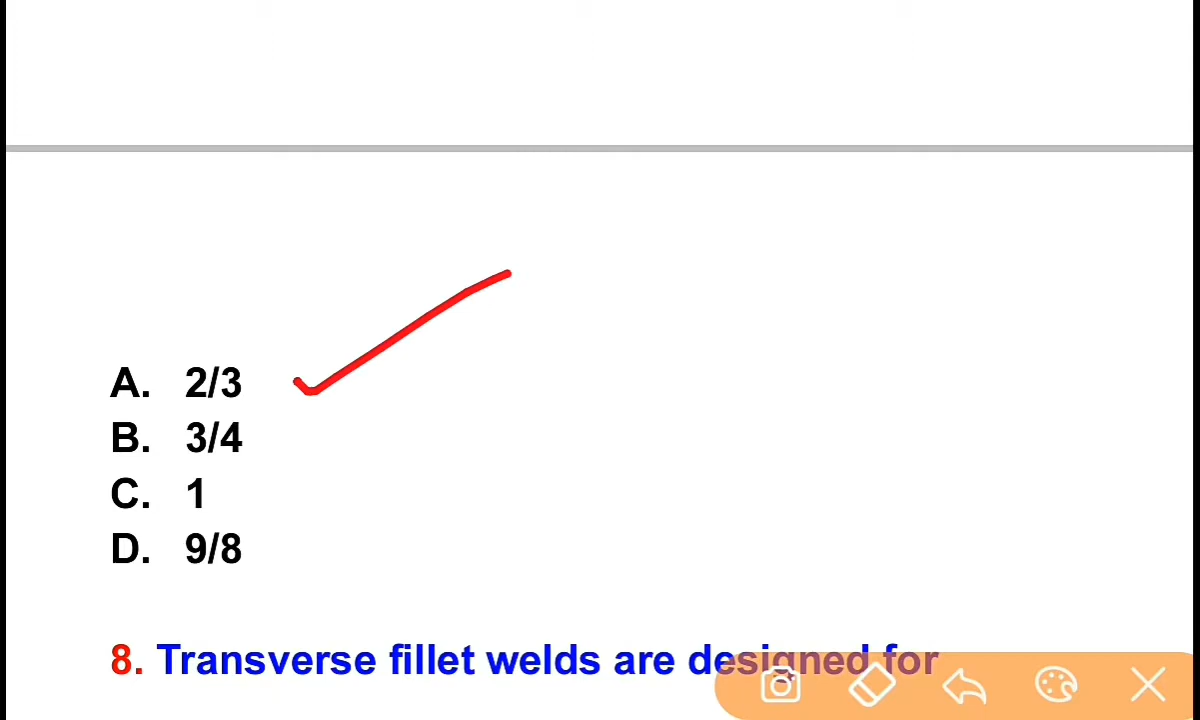 A. 2/3
B. 3/4
C. 1
D. 9/8
8. Transverse fillet welds are designed for